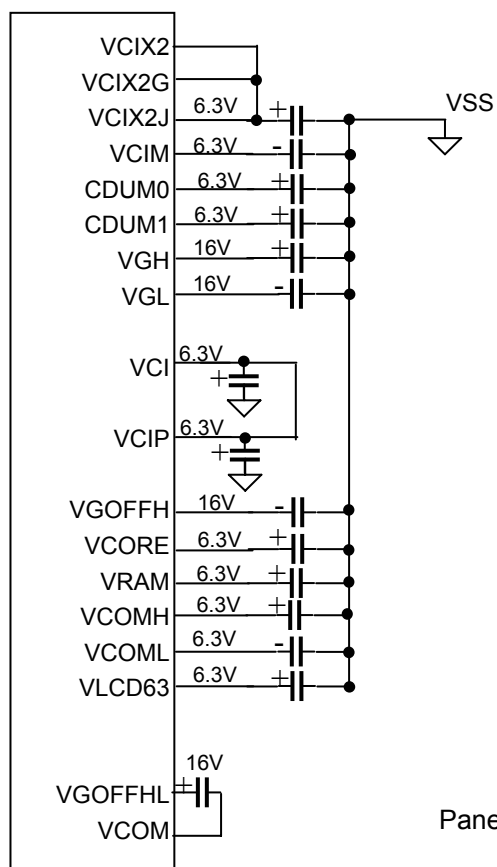 VCIX2
VCIX2G
VCIX2J 6.3V + VSS
VCIM 6.3V -
CDUM0 6.3V +
CDUM1 6.3V +
VGH 16V +
VGL 16V -
VCI 6.3V +
VCIP 6.3V +
VGOFFH 16V -
VCORE 6.3V +
VRAM 6.3V +
VCOMH 6.3V +
VCOML 6.3V -
VLCD63 6.3V +
16V
VGOFFHL +
VCOM
Pane